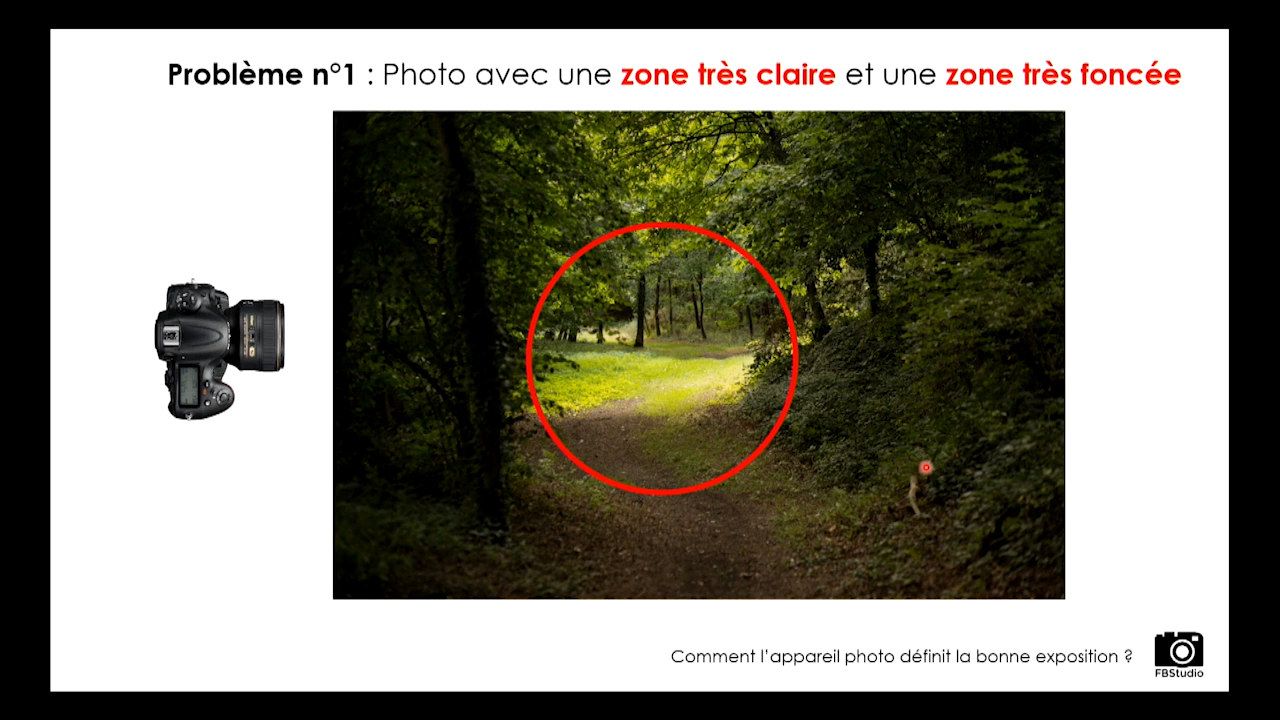 Problème n°1 : Photo avec une zone très claire et une zone très foncée
Comment l'appareil photo définit la bonne exposition ?
FBStudio